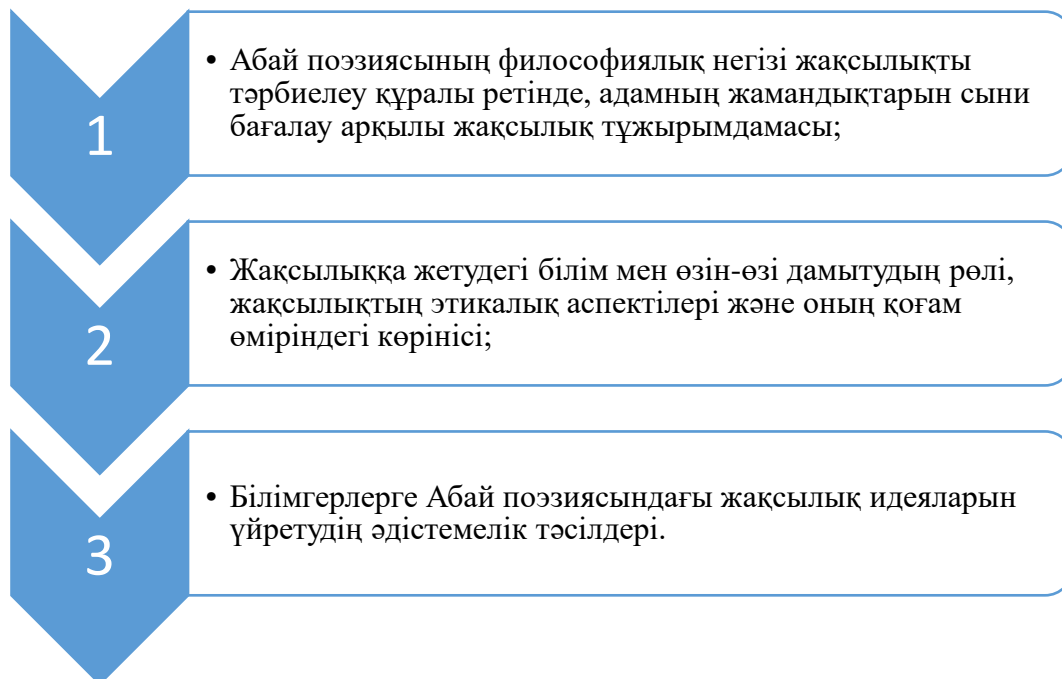 1
• Абай поэзиясының философиялық негізі жақсылықты
тәрбиелеу құралы ретінде, адамның жамандықтарын сыни
бағалау арқылы жақсылық тұжырымдамасы;
2
• Жақсылыққа жетудегі білім мен өзін-өзі дамытудың рөлі,
жақсылықтың этикалық аспектілері және оның қоғам
өміріндегі көрінісі;
3
• Білімгерлерге Абай поэзиясындағы жақсылық идеяларын
үйретудің әдістемелік тәсілдері.